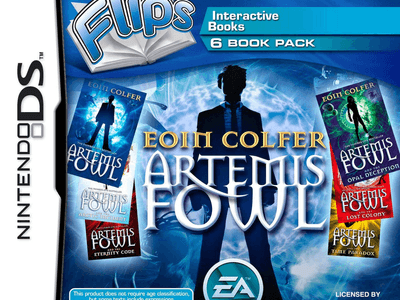 NINTENDO DS
Flips
Interactive
Books
6 BOOK PACK
EOIN COLFER
ARTEMIS
FOWL
EOIN COLFER
ARTEMIS
FOWL
ARTEMIS
FOWL
ARTEMIS
FOWL
ETERNITY CODE
EOIN COLFER
ARTEMIS
FOWL
OPAL DECEPTION
ARTEMIS
FOWL
LOST COLONY
ARTEMIS
FOWL
TIME PARADOX
EA
This product does not require age classification,
LICENSED BY